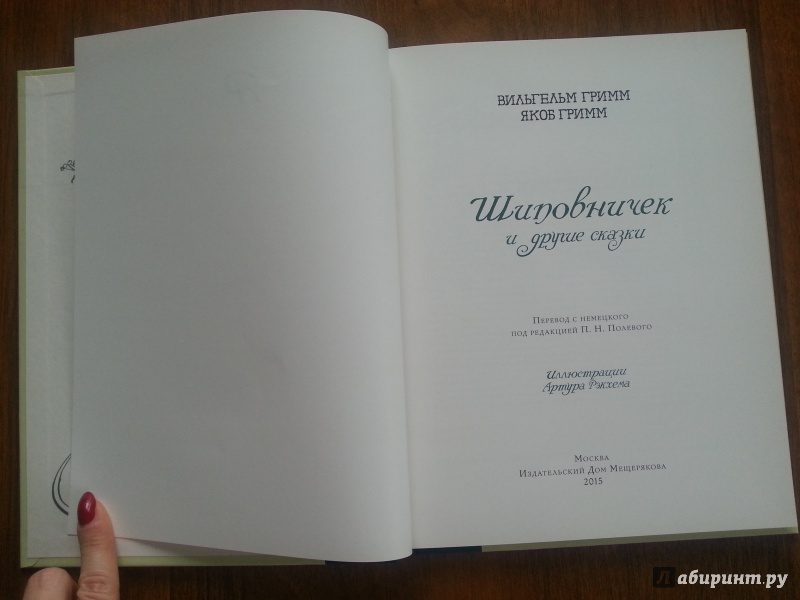 ВИЛЬГЕЛЬМ ГРИММ
ЯКОБ ГРИММ
Шиповничек
и другие сказки
Перевод с немецкого
под редакцией П. Н. Полевого
Иллюстрации
Артура Рэкхема
Москва
Издательский Дом Мещерякова
2015
Лабиринт.ру